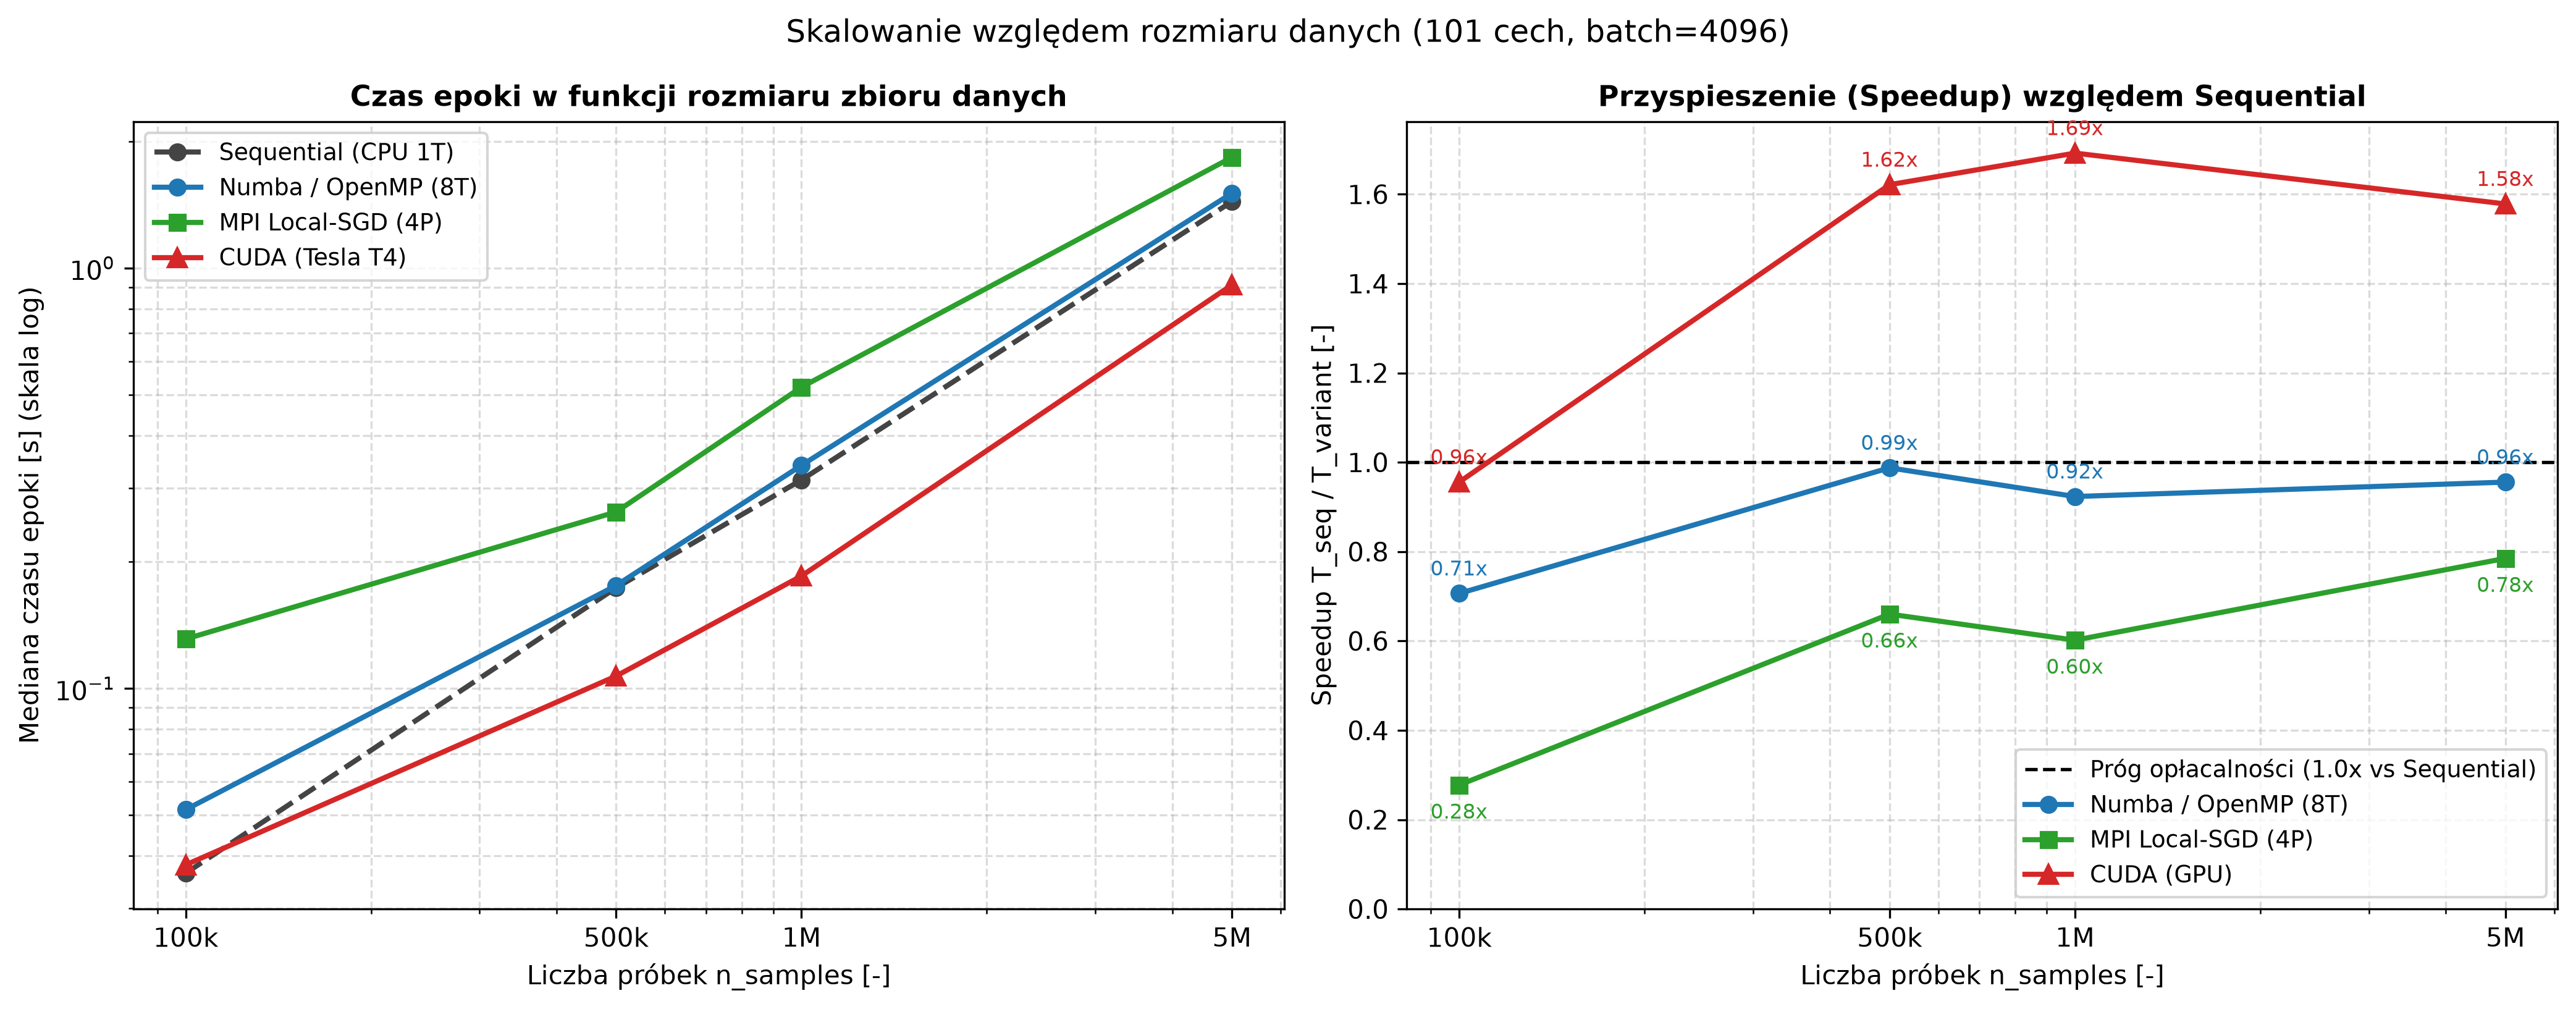 Skalowanie względem rozmiaru danych (101 cech, batch=4096)
Czas epoki w funkcji rozmiaru zbioru danych
Mediana czasu epoki [s] (skala log)
10⁰
10⁻¹
Sequential (CPU 1T)
Numba / OpenMP (8T)
MPI Local-SGD (4P)
CUDA (Tesla T4)
100k
500k
1M
5M
Liczba próbek n_samples [-]
Przyspieszenie (Speedup) względem Sequential
Speedup T_seq / T_variant [-]
1.6
1.4
1.2
1.0
0.8
0.6
0.4
0.2
0.0
0.96x
1.62x
1.69x
1.58x
0.71x
0.99x
0.92x
0.96x
0.28x
0.66x
0.60x
0.78x
Próg opłacalności (1.0x vs Sequential)
Numba / OpenMP (8T)
MPI Local-SGD (4P)
CUDA (GPU)
100k
500k
1M
5M
Liczba próbek n_samples [-]